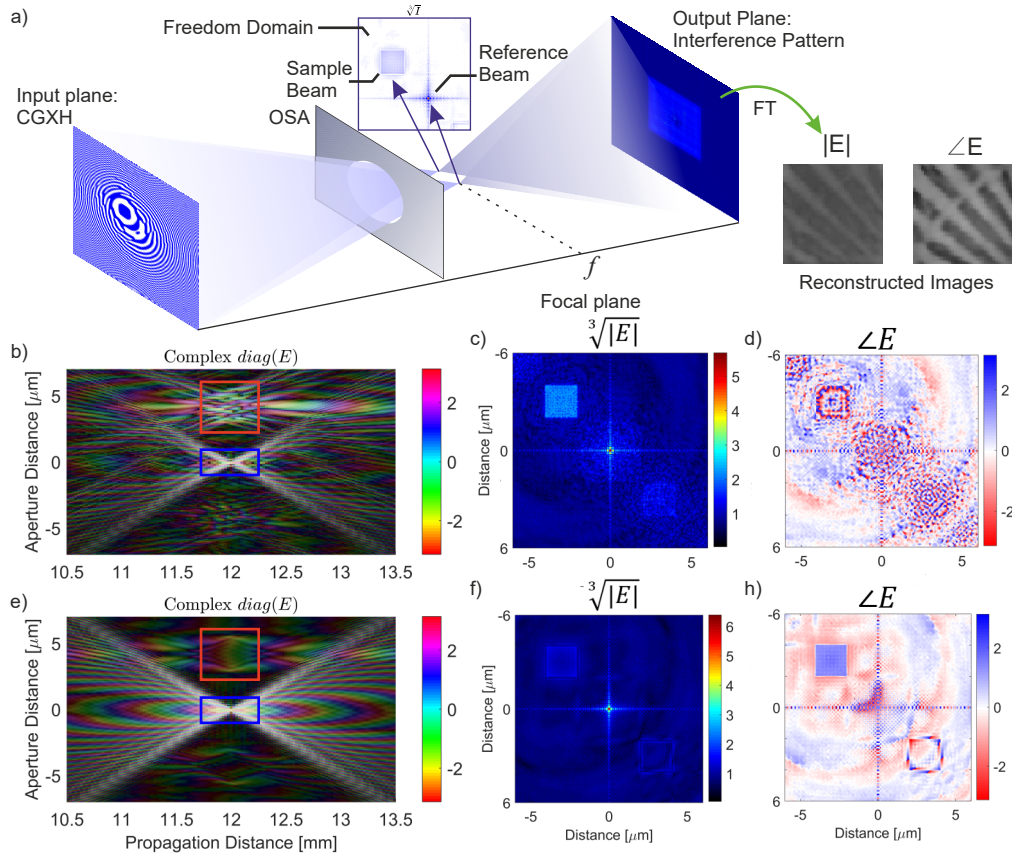 a)
∛I
Freedom Domain
Sample
Beam
Reference
Beam
Output Plane:
Interference Pattern
Input plane:
CGXH
OSA
FT
|E|
∠E
f
Reconstructed Images
Focal plane
b)
Complex diag(E)
Aperture Distance [μm]
5
0
-5
10.5 11 11.5 12 12.5 13 13.5
2
1
0
-1
-2
c)
∛|E|
Distance [μm]
-6
0
6
-5 0 5
5
4
3
2
1
d)
∠E
-6
0
6
-5 0 5
2
0
-2
e)
Complex diag(E)
Aperture Distance [μm]
5
0
-5
10.5 11 11.5 12 12.5 13 13.5
Propagation Distance [mm]
2
1
0
-1
-2
f)
∛|E|
Distance [μm]
-6
0
6
-5 0 5
Distance [μm]
6
5
4
3
2
1
h)
∠E
-6
0
6
-5 0 5
Distance [μm]
2
0
-2